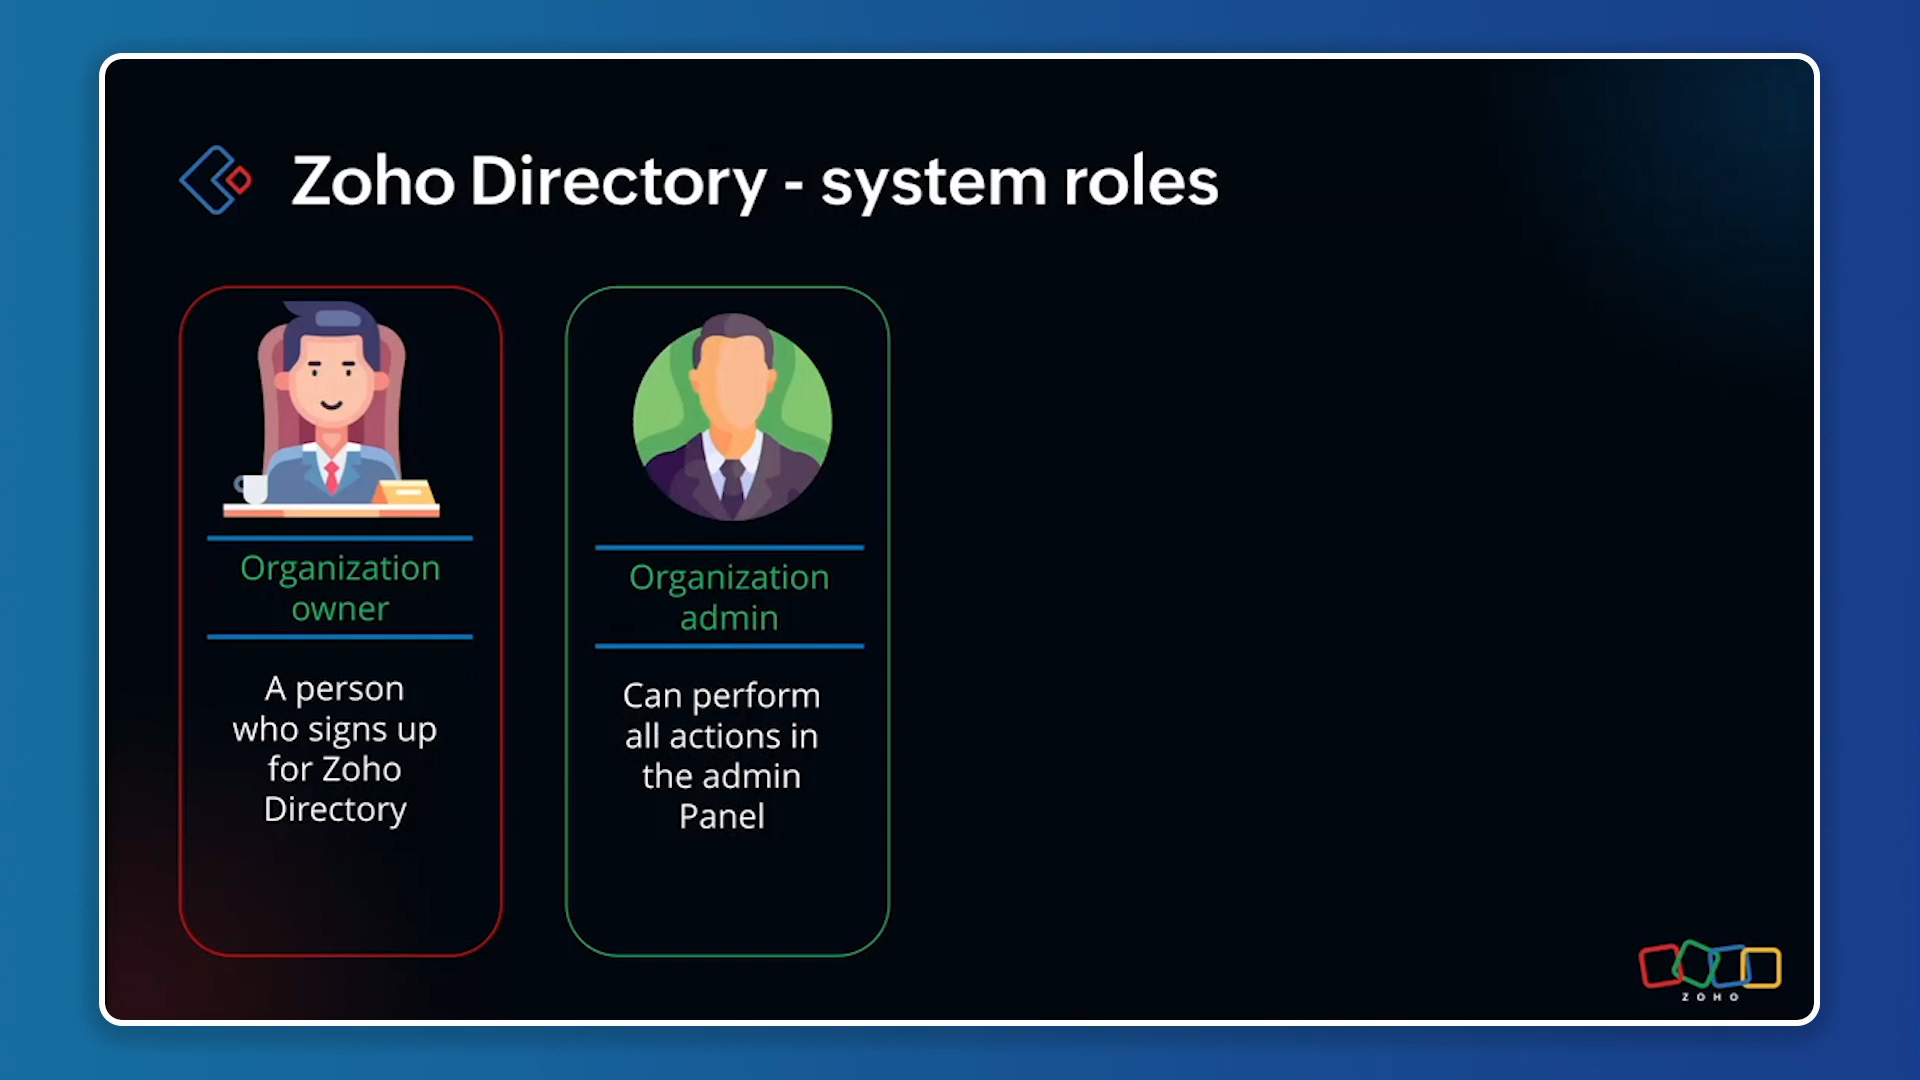 Zoho Directory - system roles
Organization
owner
A person
who signs up
for Zoho
Directory
Organization
admin
Can perform
all actions in
the admin
Panel
ZOHO